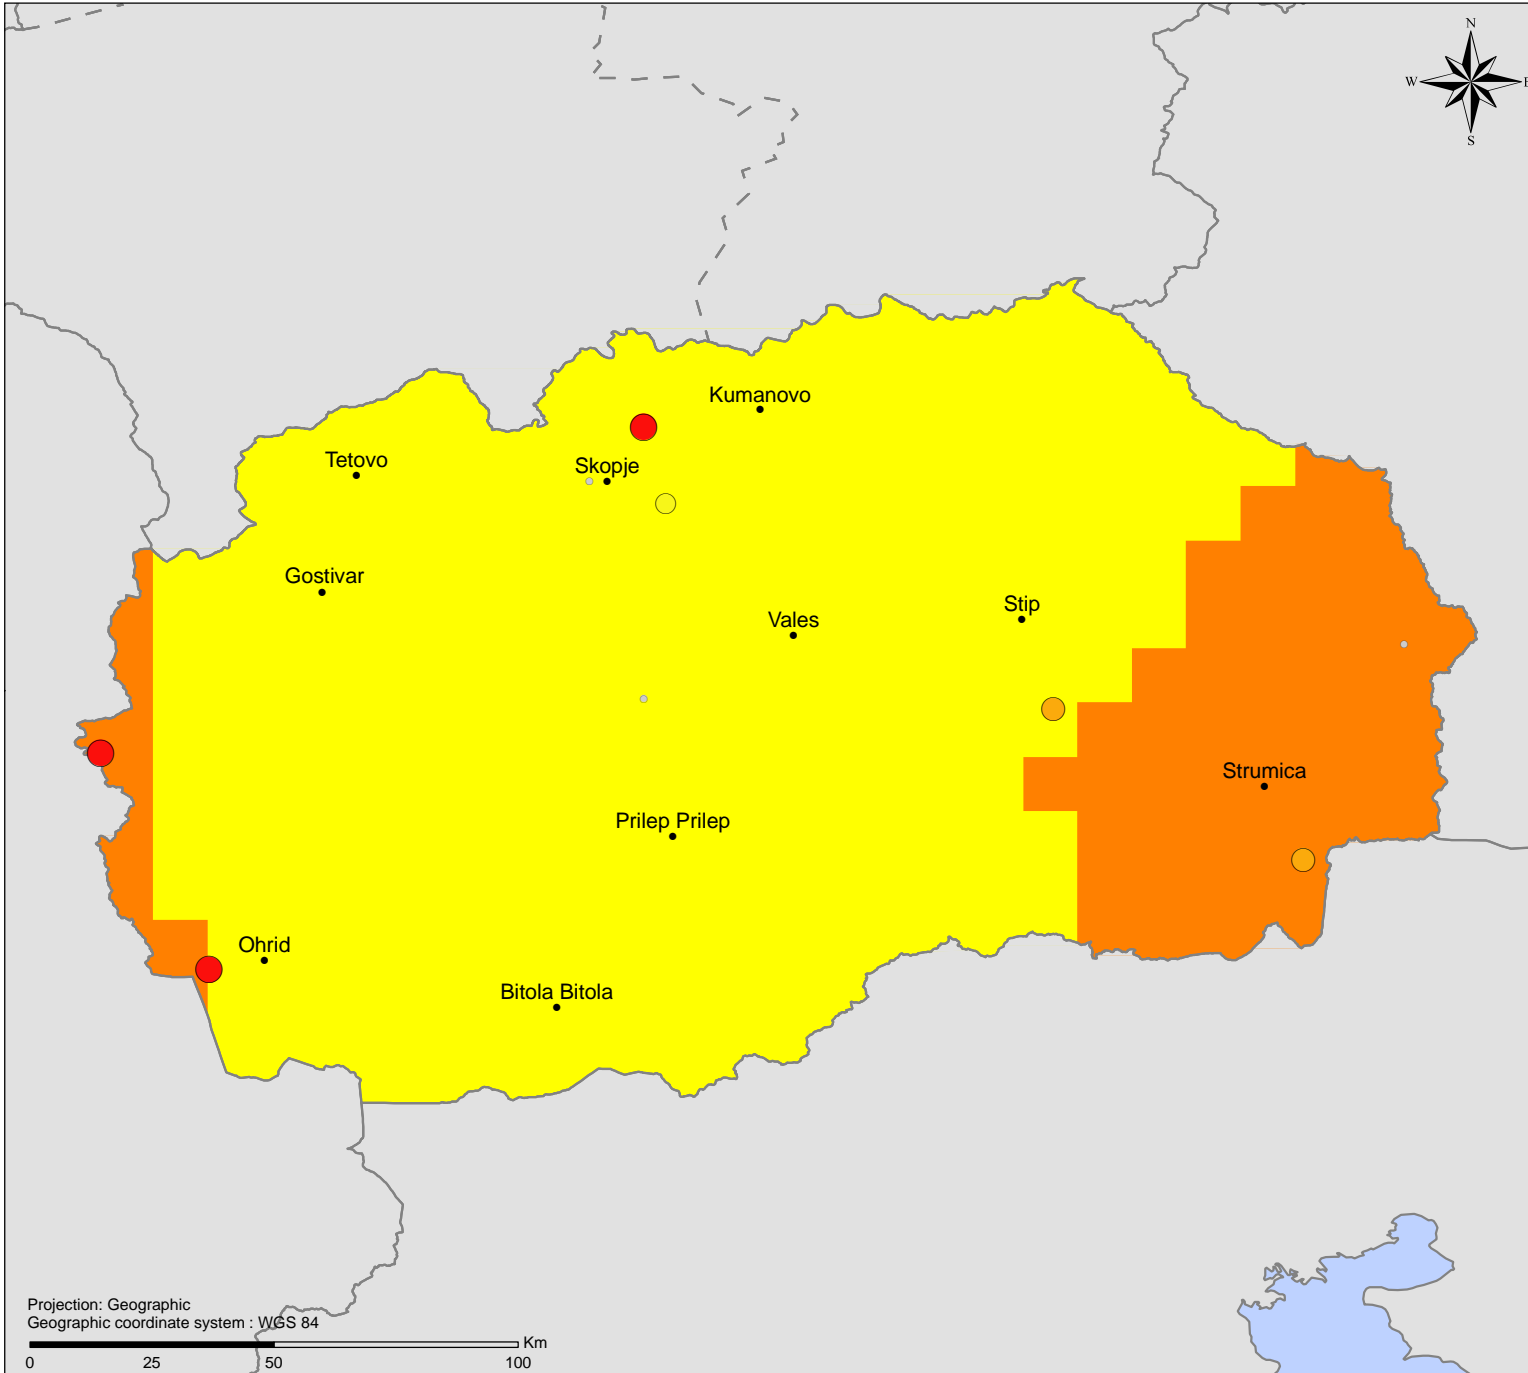 N
W E
S
Kumanovo
Tetovo
Skopje
Gostivar
Stip
Vales
Strumica
Prilep Prilep
Ohrid
Bitola Bitola
Projection: Geographic
Geographic coordinate system : WGS 84
Km
0 25 50 100